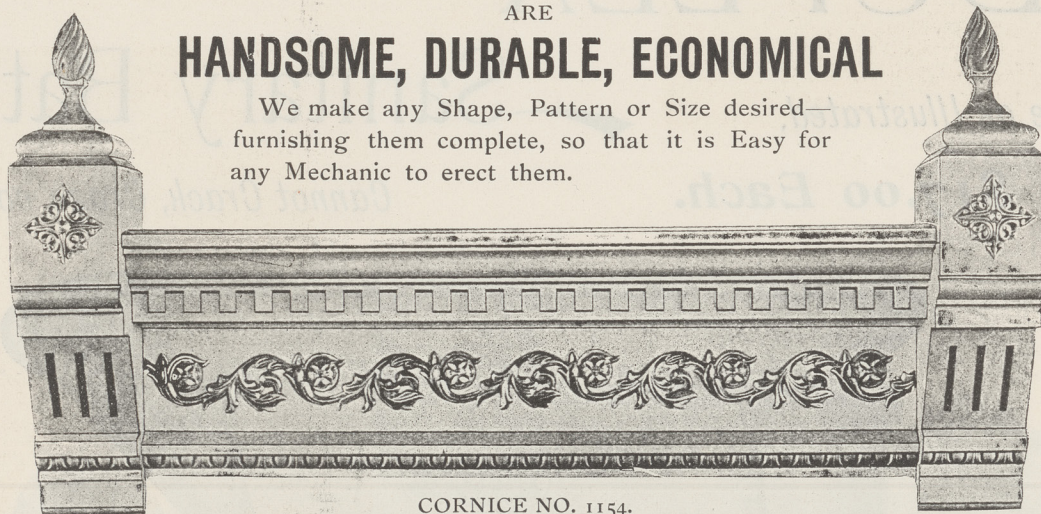 ARE
HANDSOME, DURABLE, ECONOMICAL
We make any Shape, Pattern or Size desired—
furnishing them complete, so that it is Easy for
any Mechanic to erect them.
CORNICE NO. 1154.